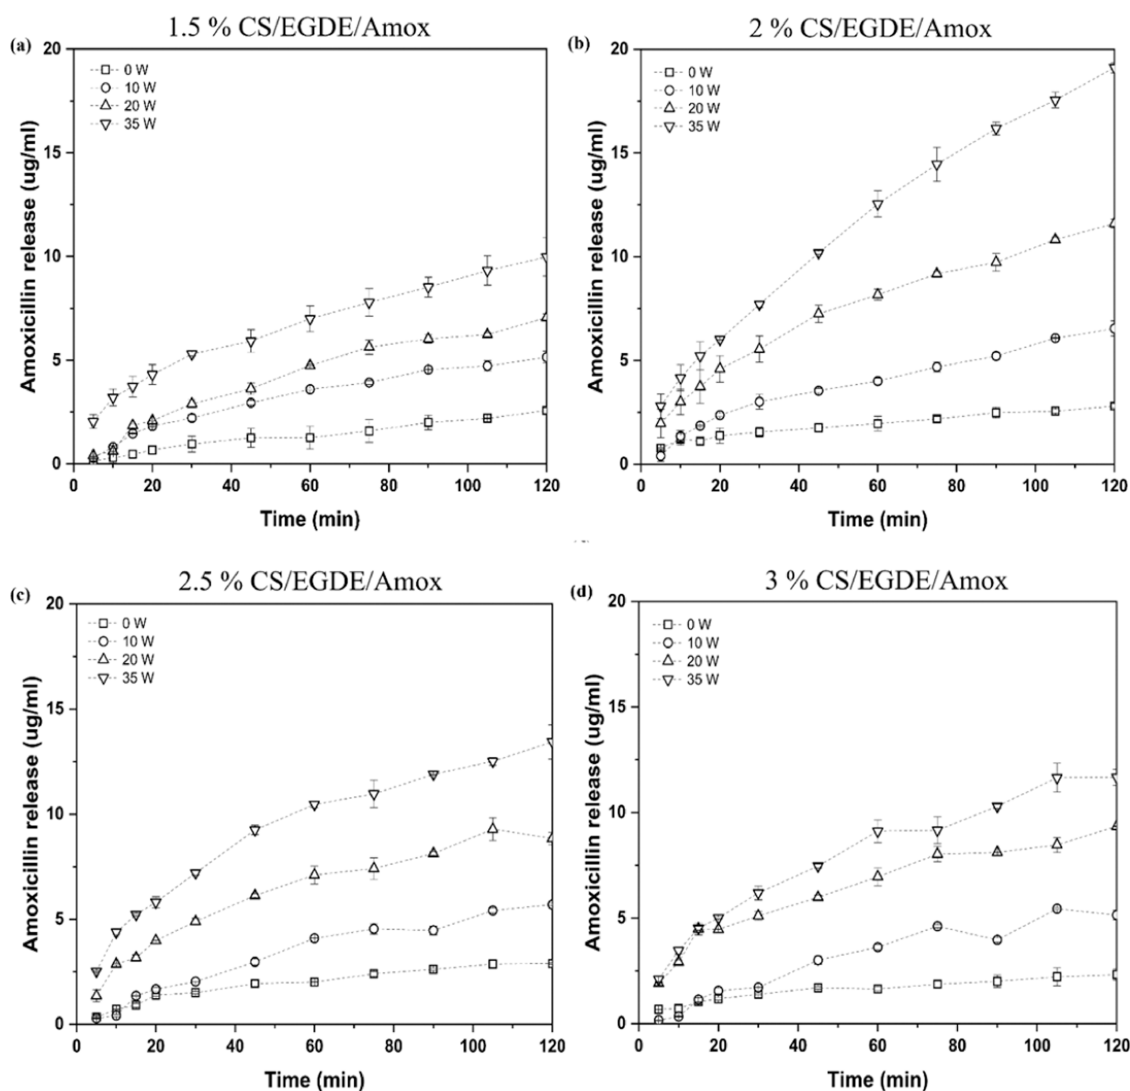 1.5 % CS/EGDE/Amox
(a)
20
15
10
5
0
Amoxicillin release (ug/ml)
0 W
10 W
20 W
35 W
0 20 40 60 80 100 120
Time (min)
2 % CS/EGDE/Amox
(b)
20
15
10
5
0
Amoxicillin release (ug/ml)
0 W
10 W
20 W
35 W
0 20 40 60 80 100 120
Time (min)
2.5 % CS/EGDE/Amox
(c)
20
15
10
5
0
Amoxicillin release (ug/ml)
0 W
10 W
20 W
35 W
0 20 40 60 80 100 120
Time (min)
3 % CS/EGDE/Amox
(d)
20
15
10
5
0
Amoxicillin release (ug/ml)
0 W
10 W
20 W
35 W
0 20 40 60 80 100 120
Time (min)